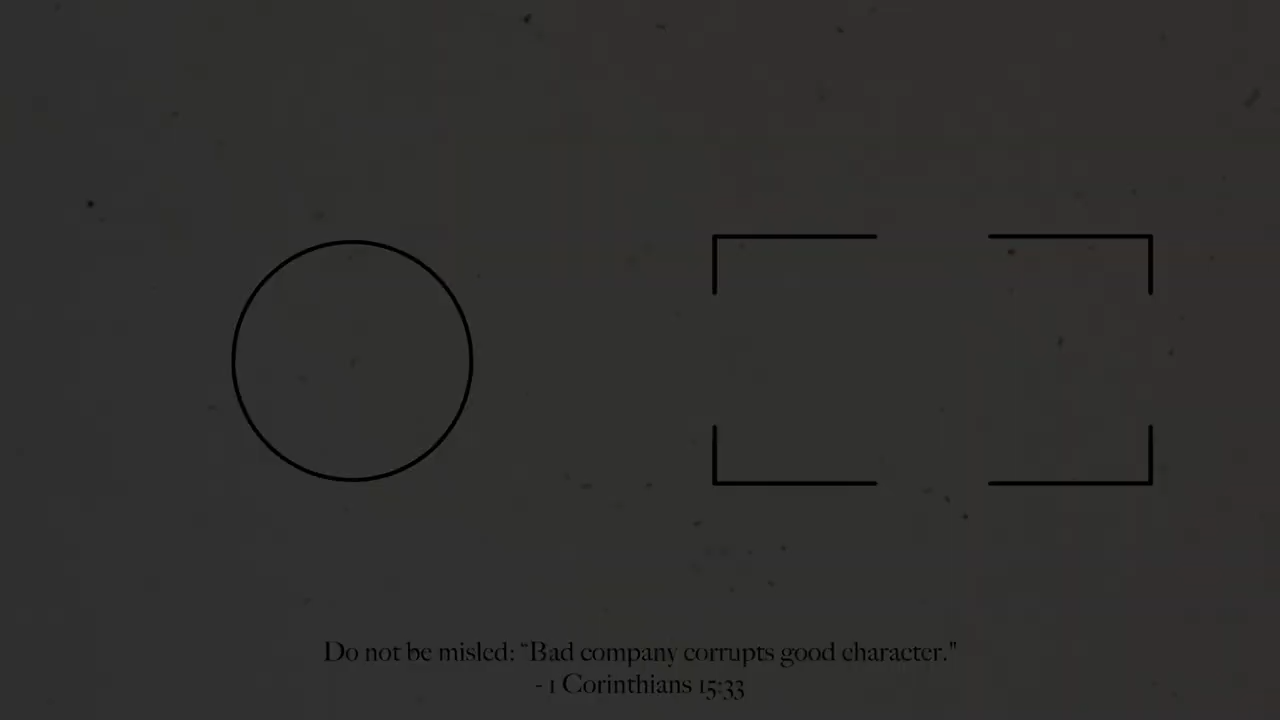 Do not be misled: “Bad company corrupts good character."
- 1 Corinthians 15:33